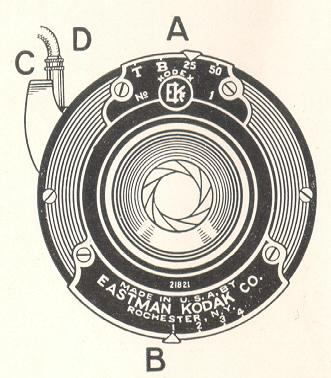 A
D
C
T B 25 50
KODEX
No EK 1
21821
MADE IN U.S.A. BY
EASTMAN KODAK CO.
ROCHESTER, N.Y.
1 2 3 4
B